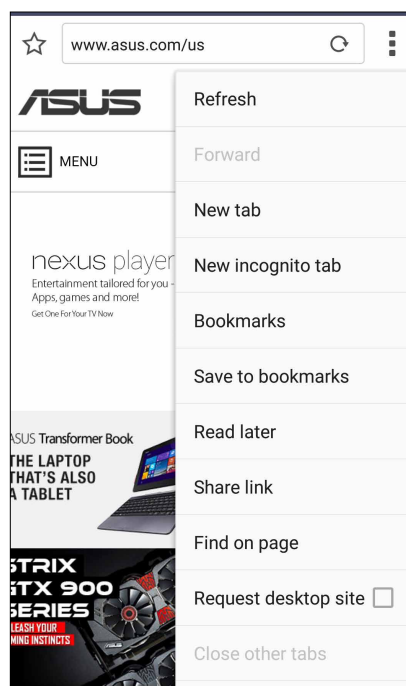 www.asus.com/us
ASUS
MENU
nexus player
Entertainment tailored for you -
Apps, games and more!
Get One For Your TV Now
ASUS Transformer Book
THE LAPTOP
THAT'S ALSO
A TABLET
STRIX
GTX 900
SERIES
LEASH YOUR
MING INSTINCTS
Refresh
Forward
New tab
New incognito tab
Bookmarks
Save to bookmarks
Read later
Share link
Find on page
Request desktop site
Close other tabs